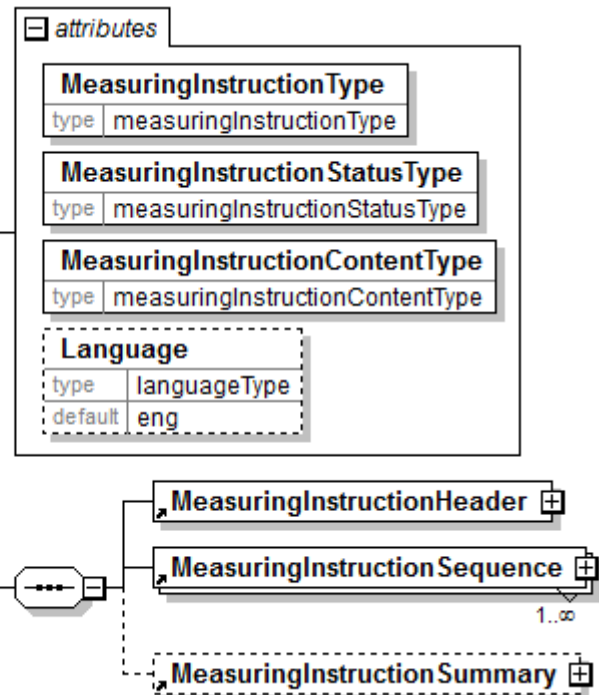 attributes
MeasuringInstructionType
type measuringInstructionType
MeasuringInstructionStatusType
type measuringInstructionStatusType
MeasuringInstructionContentType
type measuringInstructionContentType
Language
type languageType
default eng
MeasuringInstructionHeader
MeasuringInstructionSequence
1..∞
MeasuringInstructionSummary